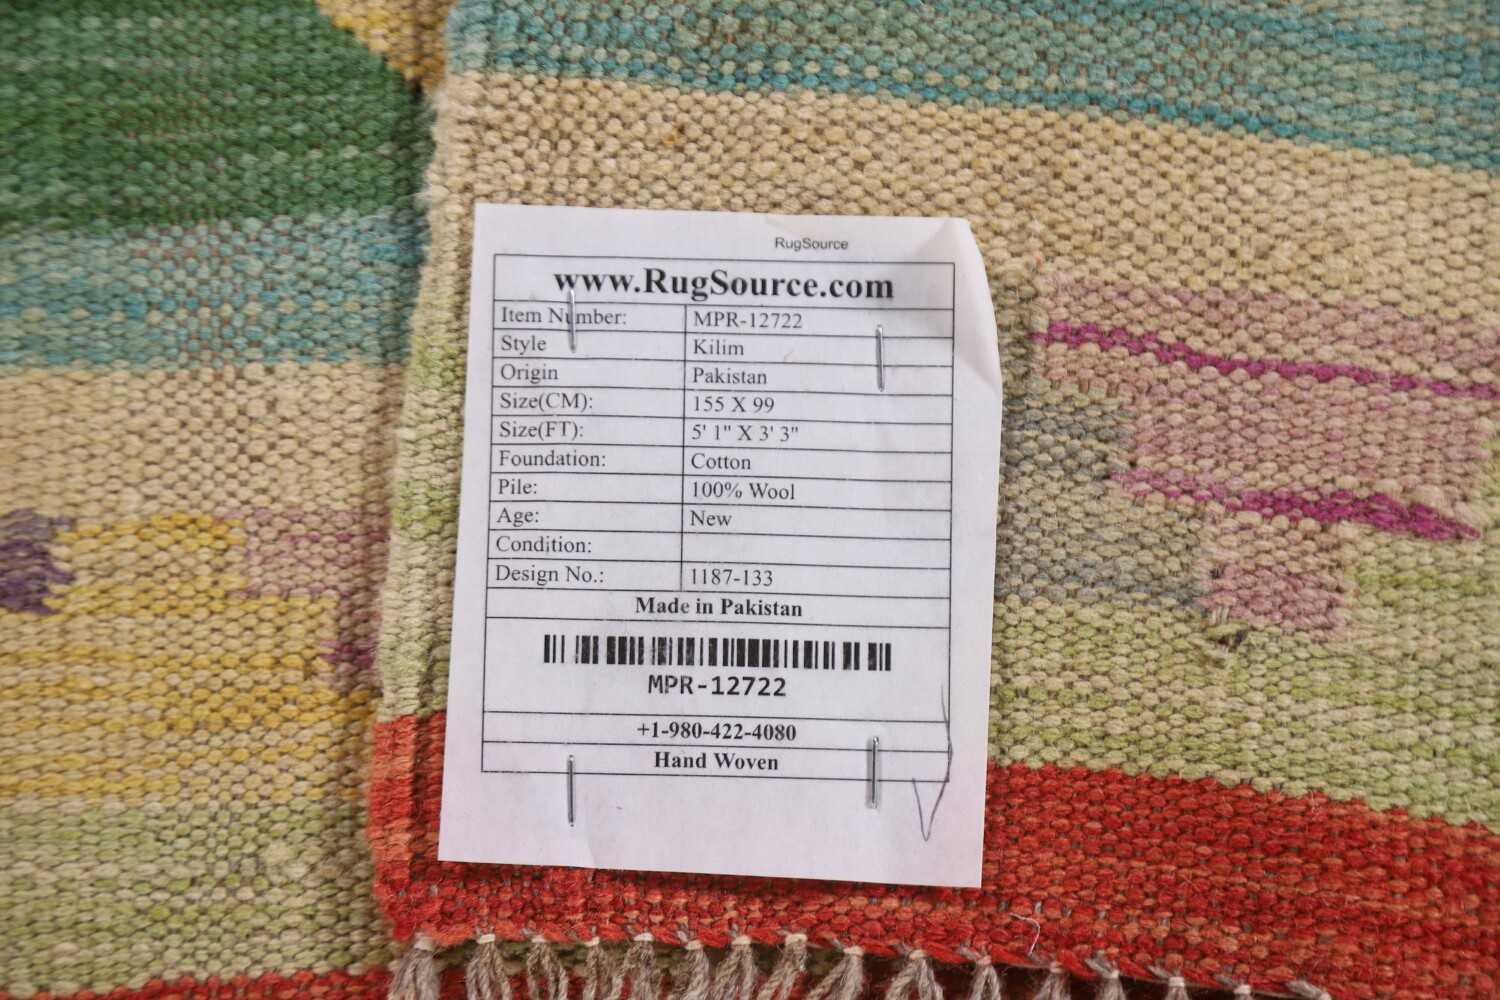 RugSource
www.RugSource.com
Item Number: MPR-12722
Style Kilim
Origin Pakistan
Size(CM): 155 X 99
Size(FT): 5' 1" X 3' 3"
Foundation: Cotton
Pile: 100% Wool
Age: New
Condition:
Design No.: 1187-133
Made in Pakistan
MPR-12722
+1-980-422-4080
Hand Woven